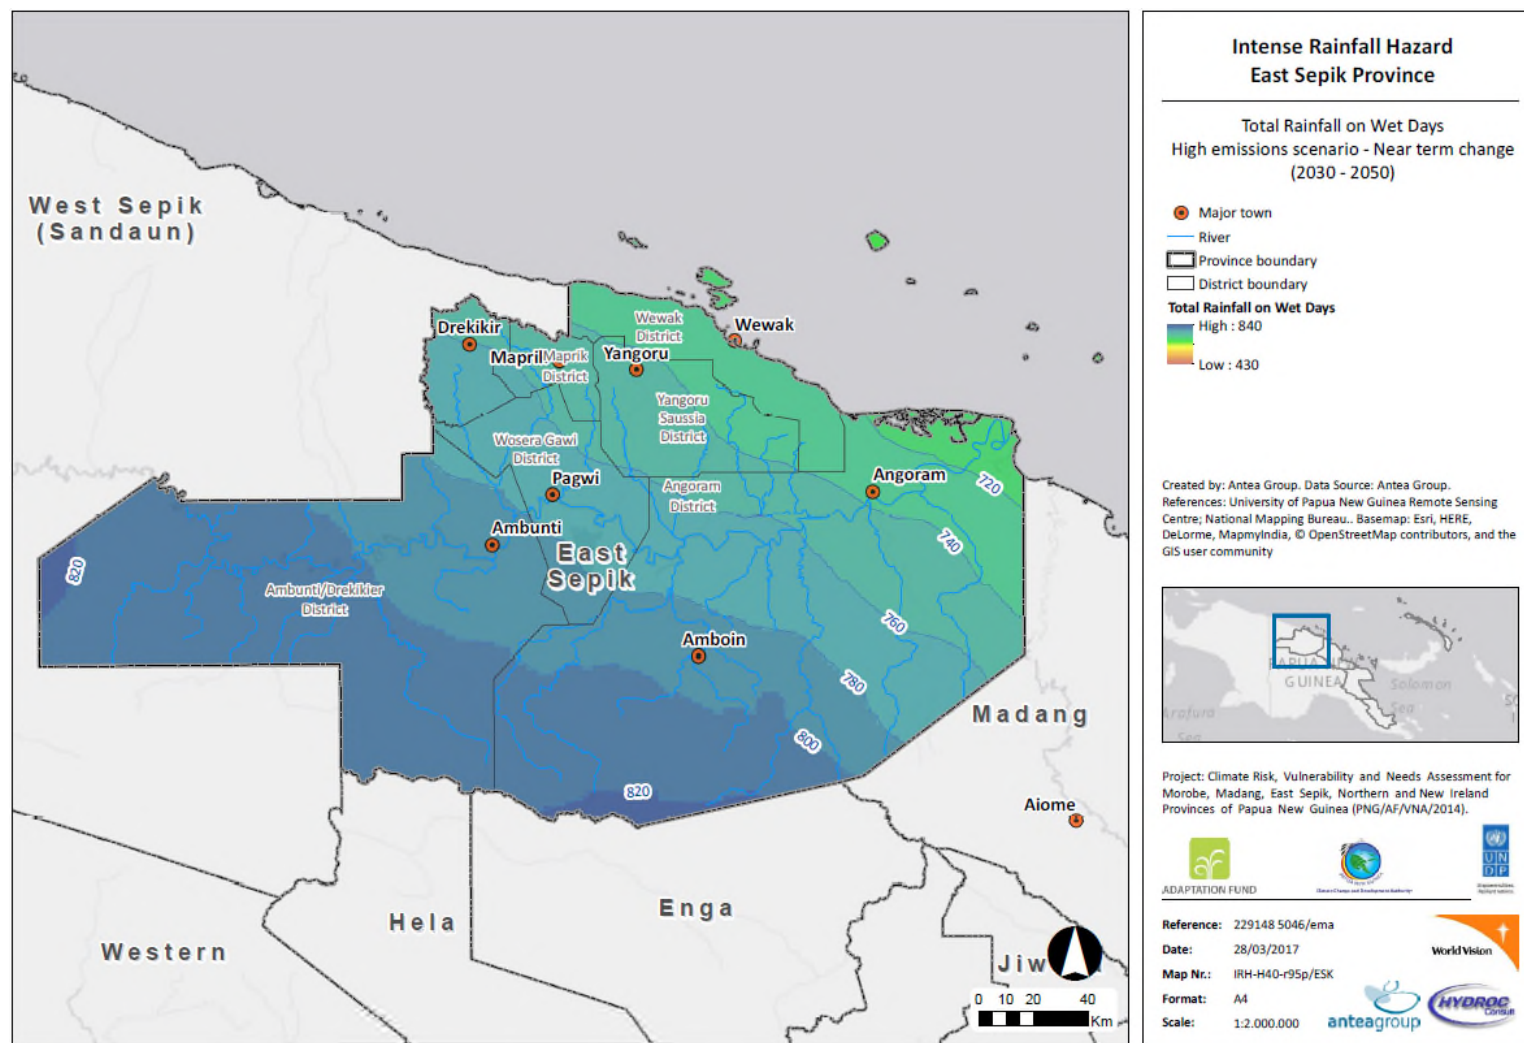 West Sepik
(Sandaun)
Drekikir
Wewak
District
Wewak
Mapril
Maprik
District
Yangoru
Yangoru
Saussia
District
Wosera Gawi
District
Pagwi
Angoram
District
Angoram
720
740
Ambunti
East
Sepik
820
Ambunti/Drekikier
District
760
Amboin
780
800
820
Madang
Aiome
Hela
Enga
Western
0 10 20 40
Km
Intense Rainfall Hazard
East Sepik Province
Total Rainfall on Wet Days
High emissions scenario - Near term change
(2030 - 2050)
Major town
River
Province boundary
District boundary
Total Rainfall on Wet Days
High : 840
Low : 430
Created by: Antea Group. Data Source: Antea Group.
References: University of Papua New Guinea Remote Sensing
Centre; National Mapping Bureau.. Basemap: Esri, HERE,
DeLorme, MapmyIndia, © OpenStreetMap contributors, and the
GIS user community
GUINEA
Solomon
Sea
Arafura
Sea
Project: Climate Risk, Vulnerability and Needs Assessment for
Morobe, Madang, East Sepik, Northern and New Ireland
Provinces of Papua New Guinea (PNG/AF/VNA/2014).
af
ADAPTATION FUND
Climate Change and Development Authority
U N
D P
Reference: 229148 5046/ema
Date: 28/03/2017
Map Nr.: IRH-H40-r95p/ESK
Format: A4
Scale: 1:2.000.000
World Vision
anteagroup
HYDROC
Consult